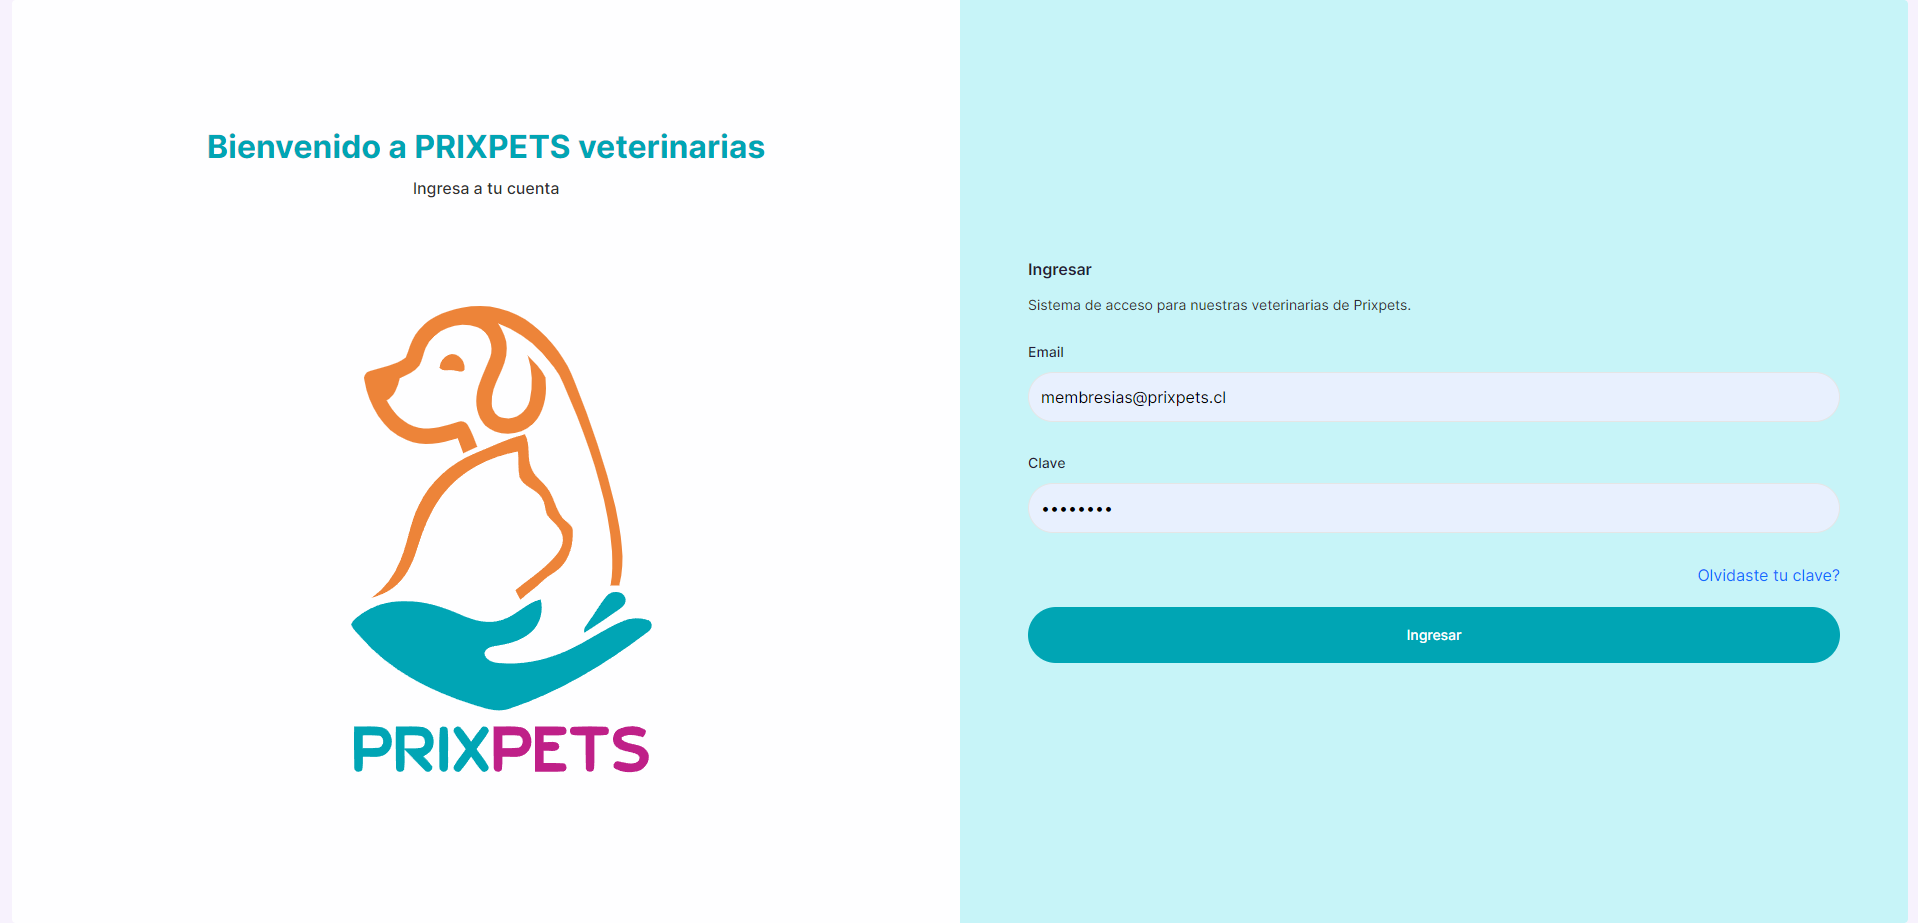 Bienvenido a PRIXPETS veterinarias
Ingresa a tu cuenta
PRIXPETS
Ingresar
Sistema de acceso para nuestras veterinarias de Prixpets.
Email
membresias@prixpets.cl
Clave
••••••••
Olvidaste tu clave?
Ingresar